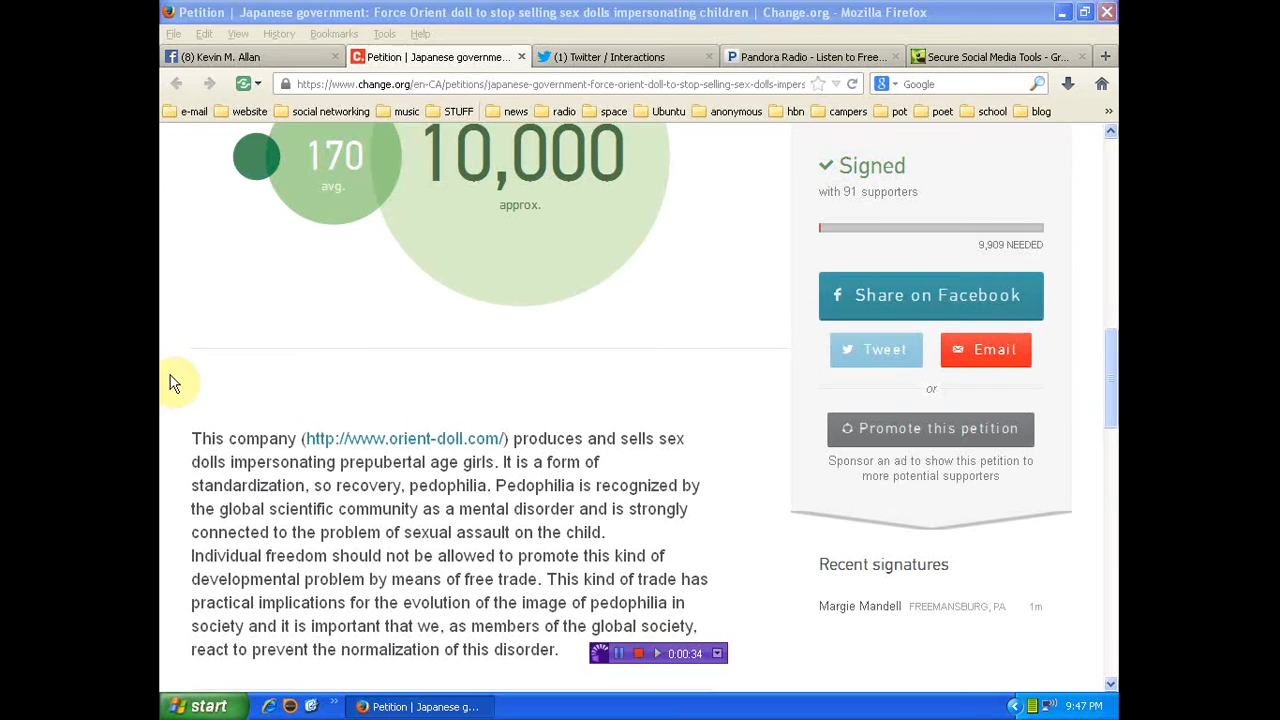 Petition | Japanese government: Force Orient doll to stop selling sex dolls impersonating children | Change.org - Mozilla Firefox
File Edit View History Bookmarks Tools Help
Kevin M. Allan
Petition | Japanese governme...
(1) Twitter / Interactions
Pandora Radio - Listen to Free...
Secure Social Media Tools - Gr...
https://www.change.org/en-CA/petitions/japanese-government-force-orient-doll-to-stop-selling-sex-dolls-impers
Google
e-mail website social networking music STUFF news radio space Ubuntu anonymous hbn campers pot poet school blog
170
avg.
10,000
approx.
Signed
with 91 supporters
9,909 NEEDED
Share on Facebook
Tweet
Email
or
Promote this petition
Sponsor an ad to show this petition to
more potential supporters
This company (http://www.orient-doll.com/) produces and sells sex
dolls impersonating prepubertal age girls. It is a form of
standardization, so recovery, pedophilia. Pedophilia is recognized by
the global scientific community as a mental disorder and is strongly
connected to the problem of sexual assault on the child.
Individual freedom should not be allowed to promote this kind of
developmental problem by means of free trade. This kind of trade has
practical implications for the evolution of the image of pedophilia in
society and it is important that we, as members of the global society,
react to prevent the normalization of this disorder.
Recent signatures
Margie Mandell FREEMANSBURG, PA 1m
0:00:34
start
Petition | Japanese g...
9:47 PM